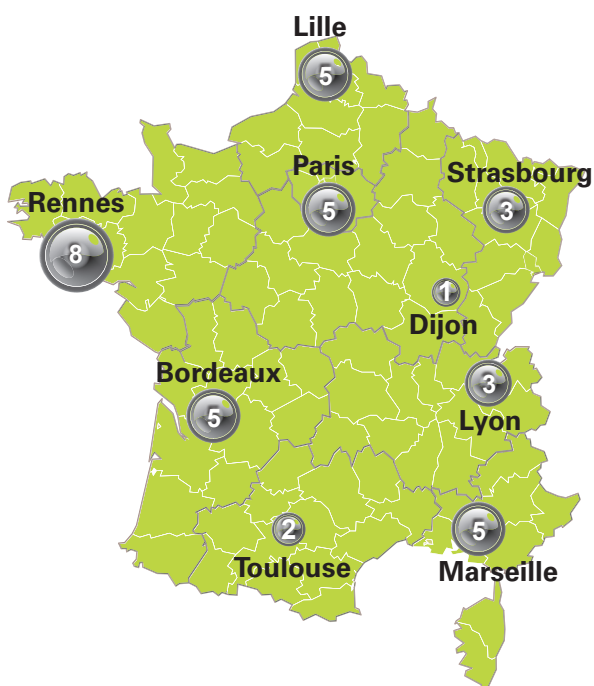 Lille
5
Paris
5
Strasbourg
3
Rennes
8
1
Dijon
Bordeaux
5
3
Lyon
2
Toulouse
5
Marseille